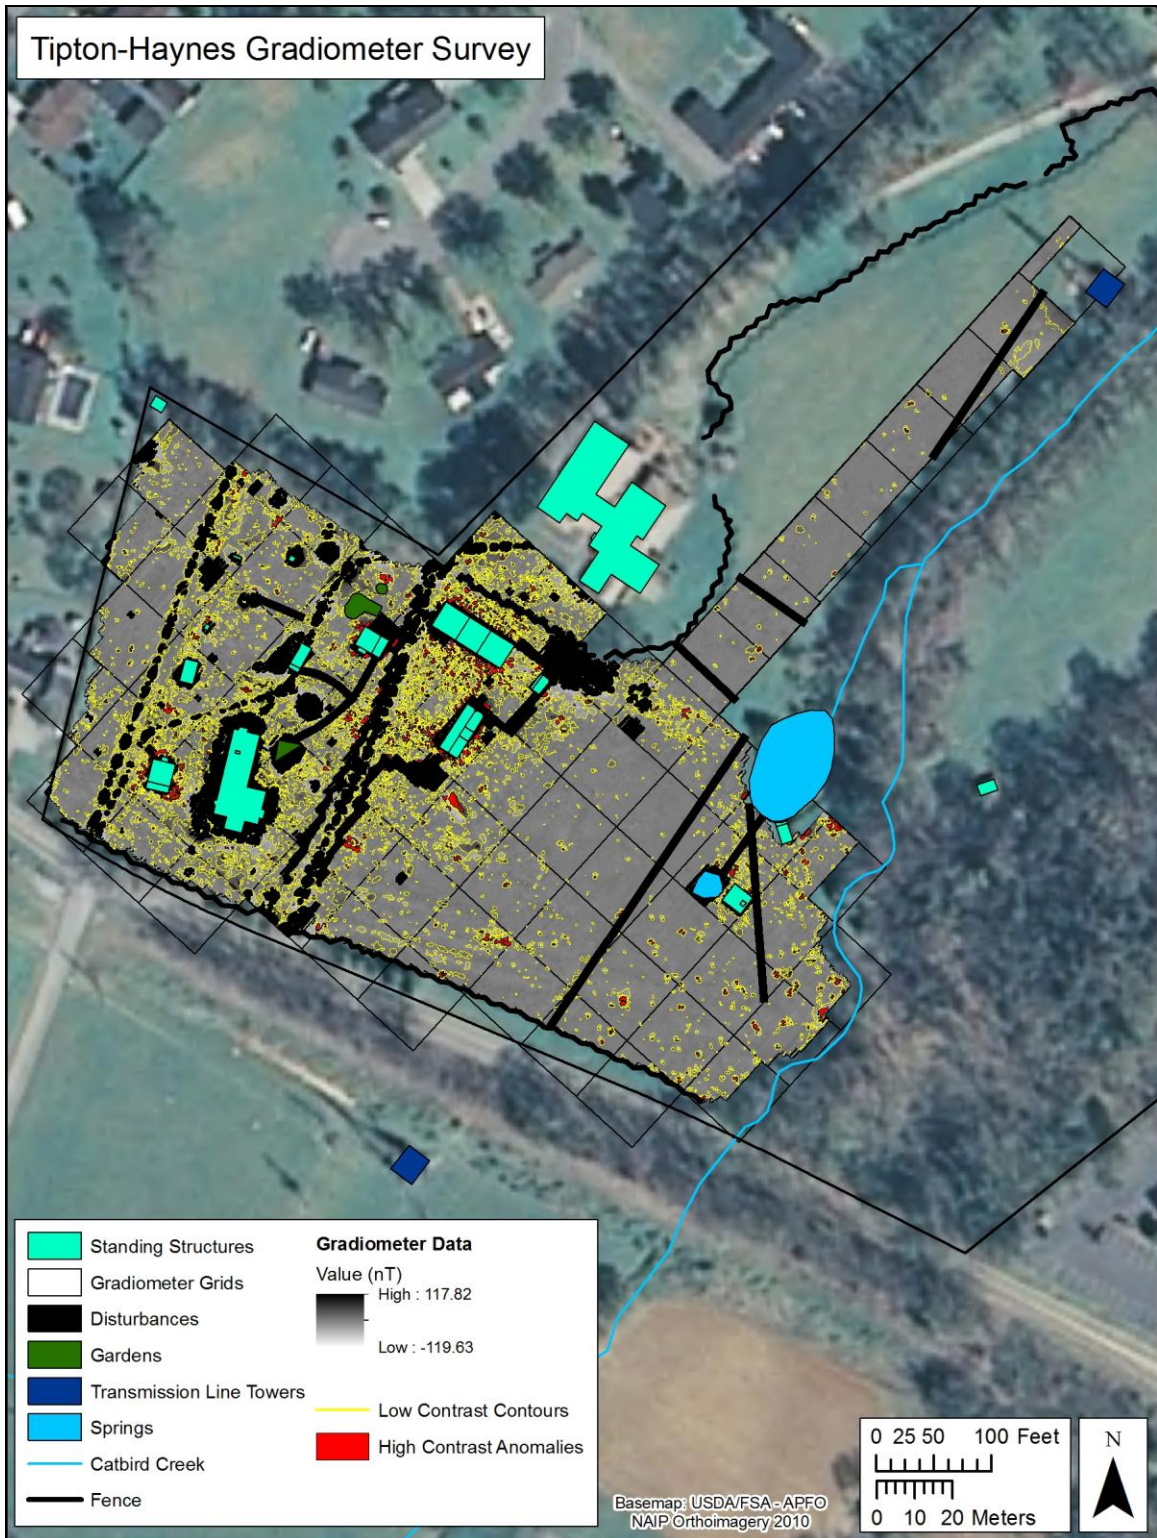 Tipton-Haynes Gradiometer Survey
Standing Structures
Gradiometer Grids
Disturbances
Gardens
Transmission Line Towers
Springs
Catbird Creek
Fence
Gradiometer Data
Value (nT)
High : 117.82
Low : -119.63
Low Contrast Contours
High Contrast Anomalies
Basemap: USDA/FSA - APFO
NAIP Orthoimagery 2010
0 25 50 100 Feet
0 10 20 Meters
N